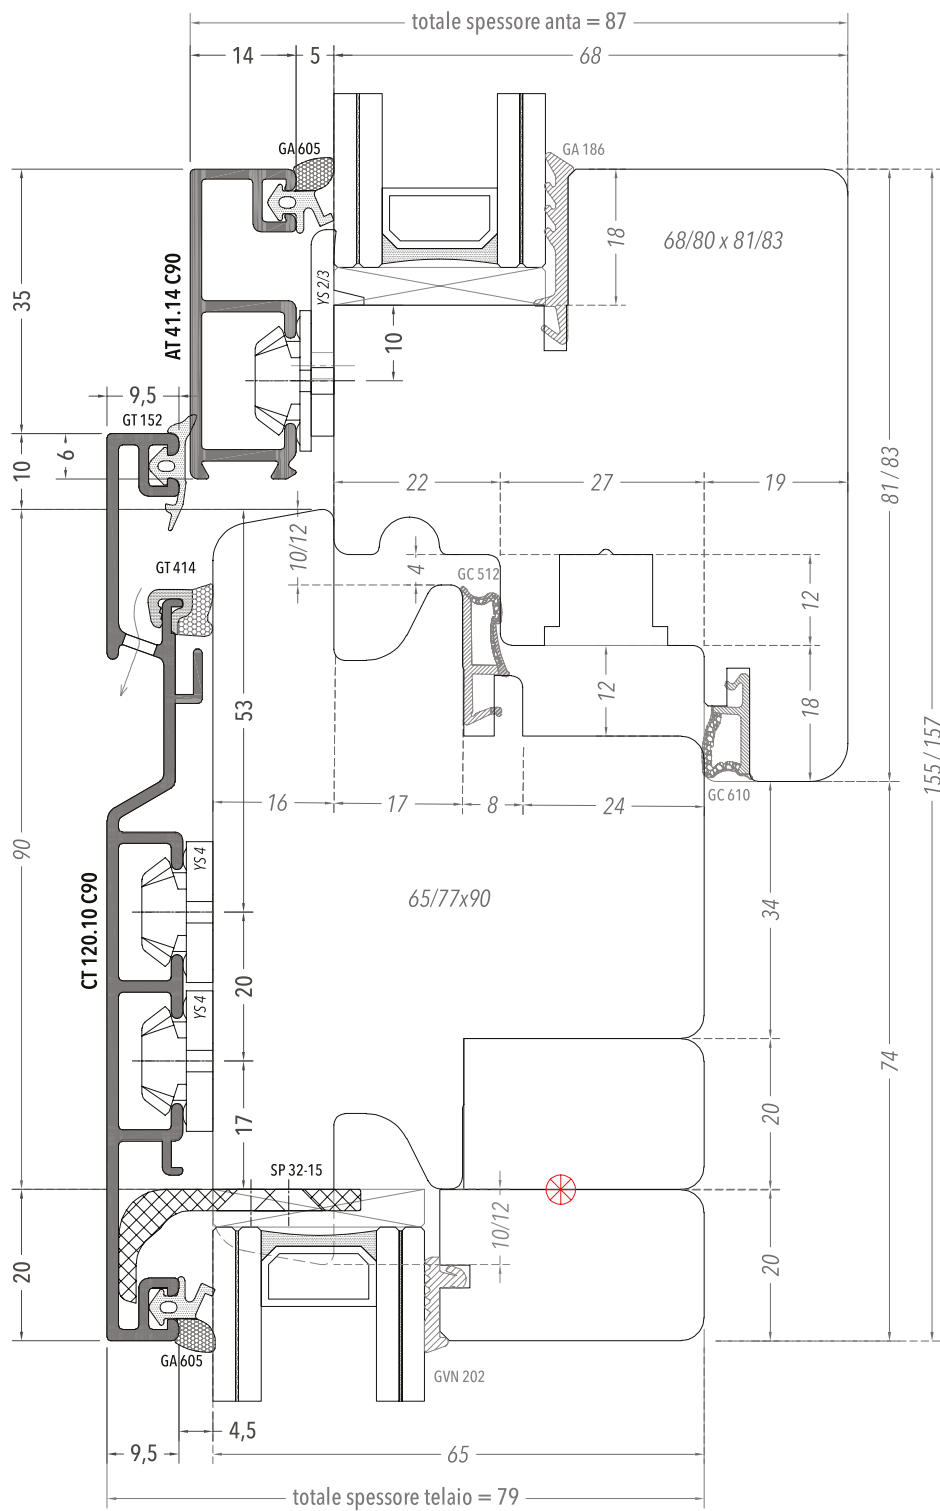 totale spessore anta = 87
14
5
68
GA 605
GA 186
18
68/80 x 81/83
AT 41.14 C90
YS 2/3
35
10
9,5
GT 152
6
10
22
27
19
81/83
10/12
4
GT 414
GC 512
12
12
18
53
155/157
GC 610
16
17
8
24
90
YS 4
65/77x90
34
CT 120.10 C90
20
YS 4
74
20
17
SP 32-15
10/12
20
20
GA 605
GVN 202
4,5
9,5
65
totale spessore telaio = 79